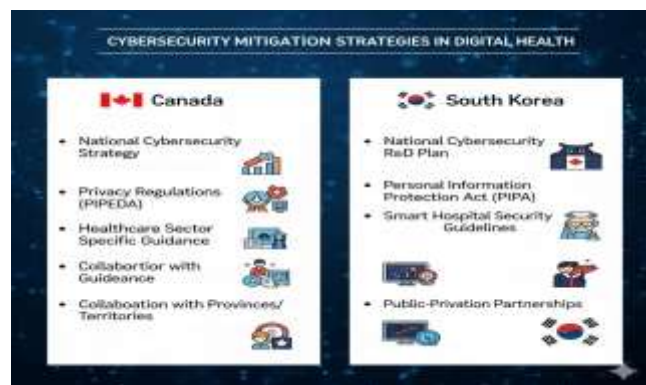 CYBERSECURITY MITIGATION STRATEGIES IN DIGITAL HEALTH
Canada
• National Cybersecurity
Strategy
• Privacy Regulations
(PIPEDA)
• Healthcare Sector
Specific Guidance
• Collabortior with
Guideance
• Collaboation with Provinces/
Territories
South Korea
• National Cybersecurity
R&D Plan
• Personal Information
Protection Act (PIPA)
• Smart Hospital Security
Guidelines
• Public-Privation Partnerships